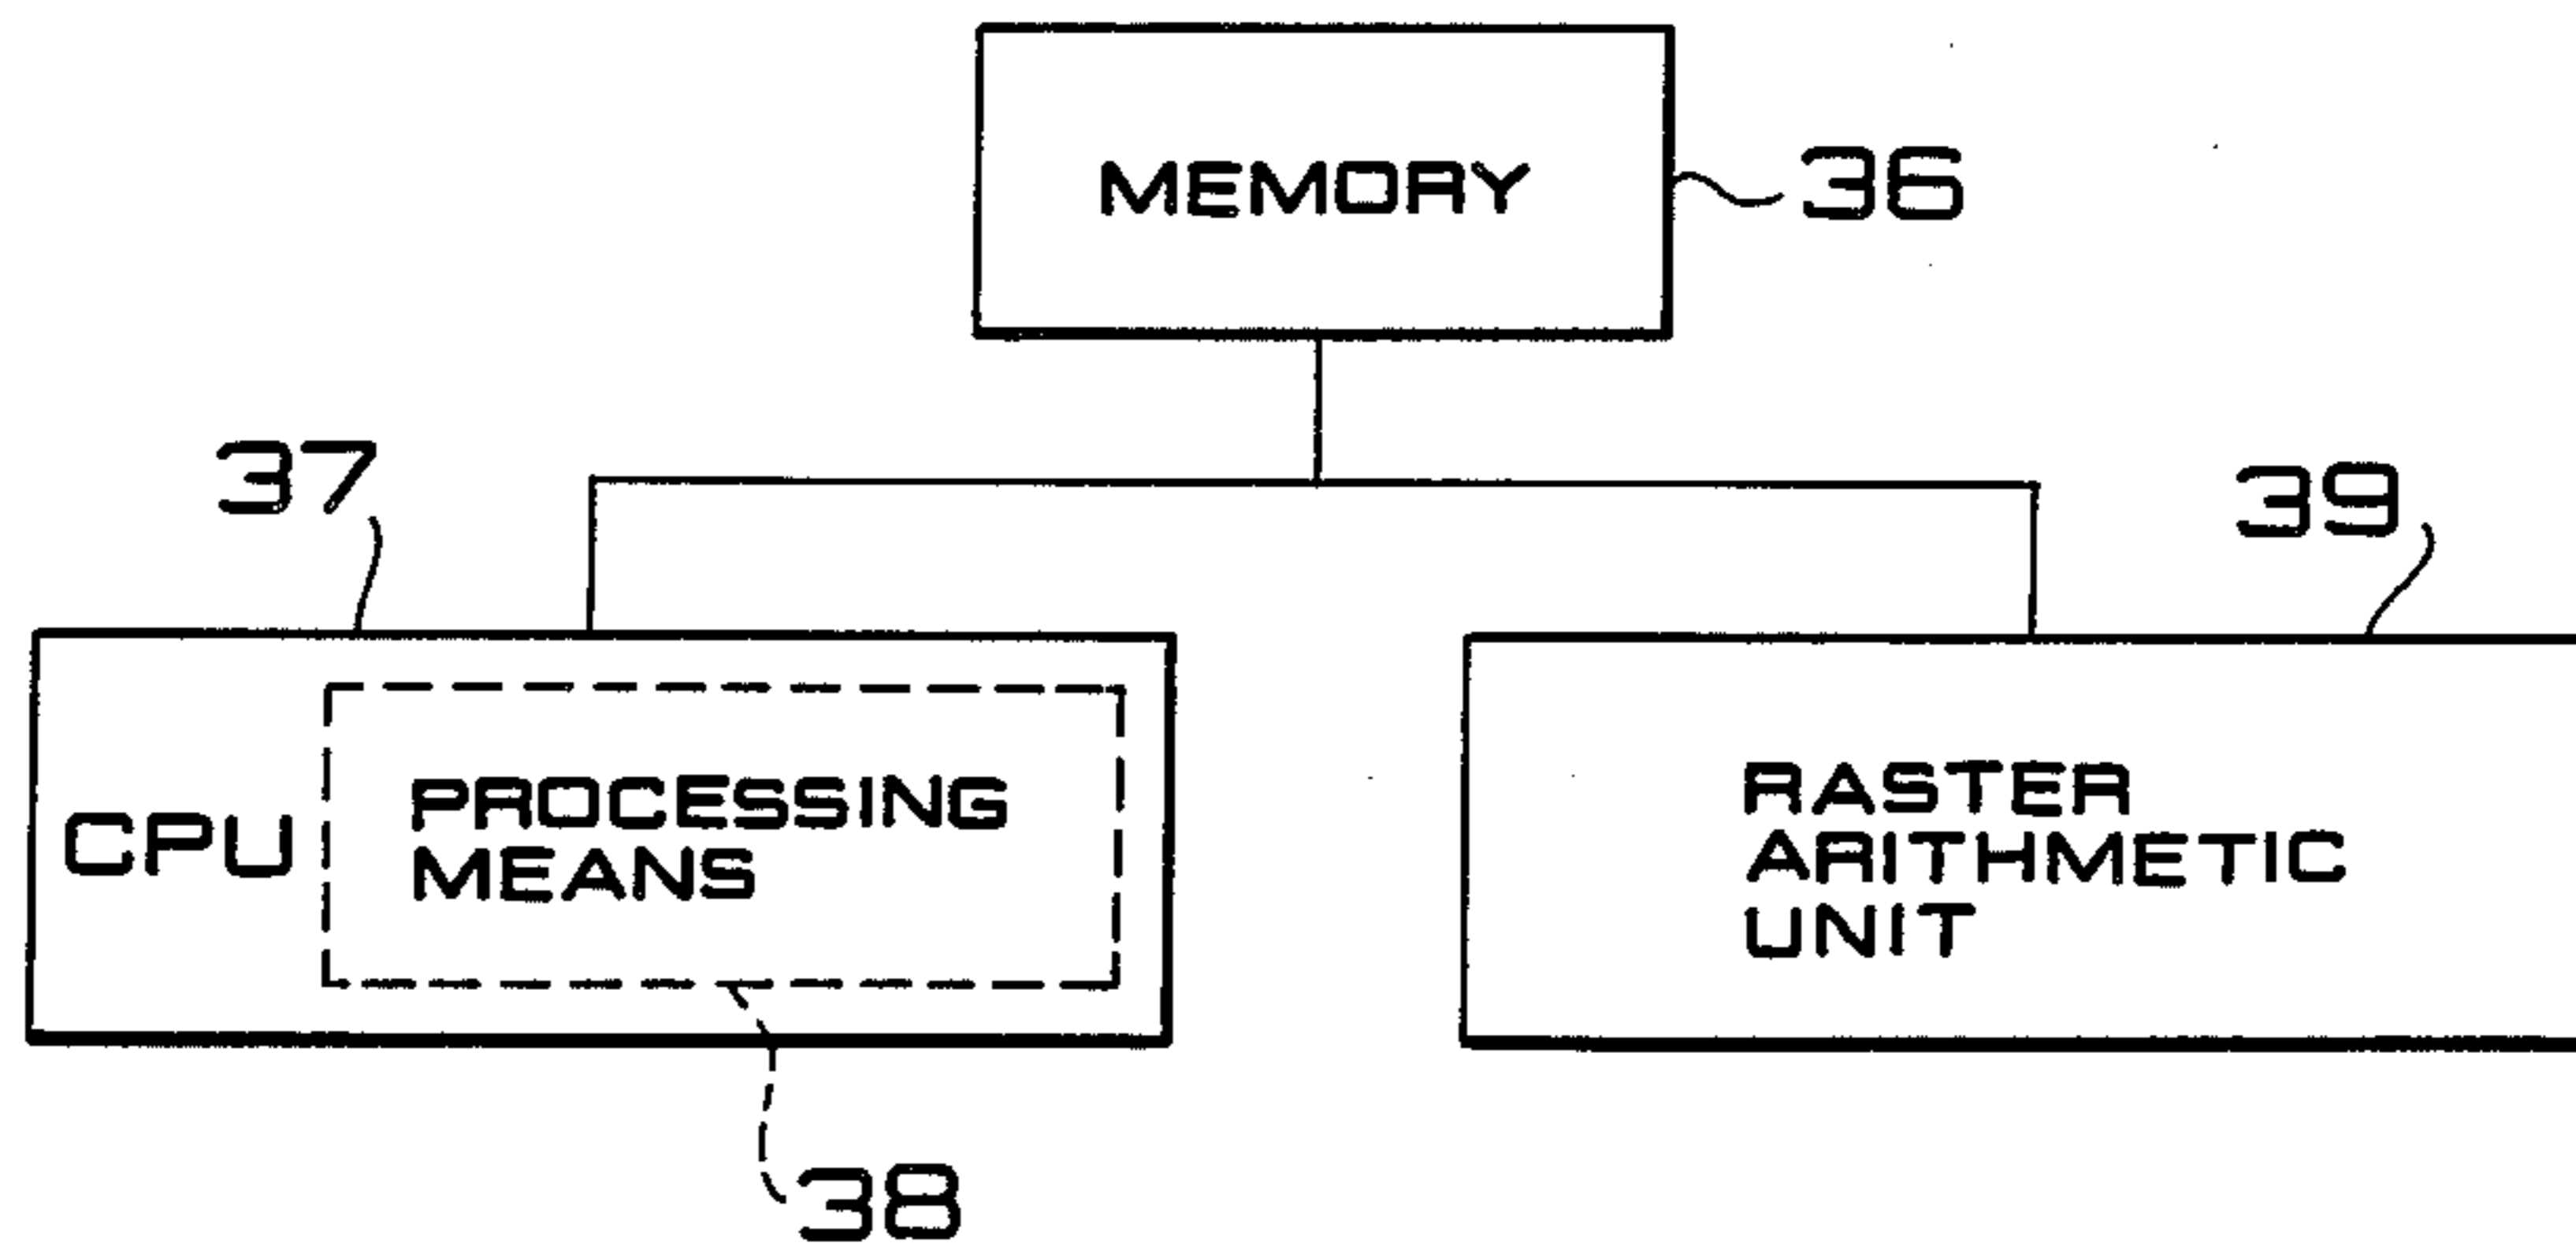 MEMORY
36
37
39
CPU
PROCESSING
MEANS
RASTER
ARITHMETIC
UNIT
38